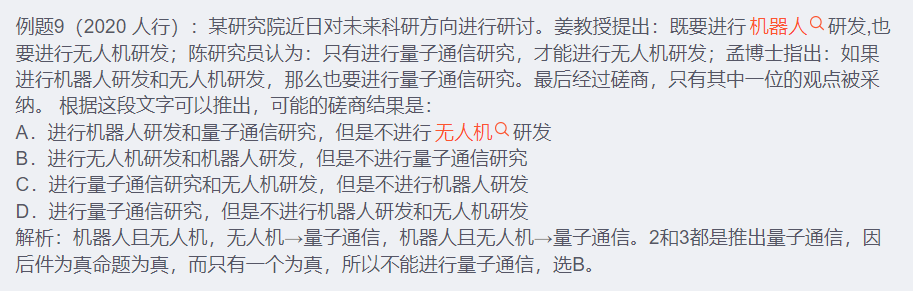 例题9（2020 人行）：某研究院近日对未来科研方向进行研讨。姜教授提出：既要进行机器人研发,也
要进行无人机研发；陈研究员认为：只有进行量子通信研究，才能进行无人机研发；孟博士指出：如果
进行机器人研发和无人机研发，那么也要进行量子通信研究。最后经过磋商，只有其中一位的观点被采
纳。 根据这段文字可以推出，可能的磋商结果是：
A．进行机器人研发和量子通信研究，但是不进行无人机研发
B．进行无人机研发和机器人研发，但是不进行量子通信研究
C．进行量子通信研究和无人机研发，但是不进行机器人研发
D．进行量子通信研究，但是不进行机器人研发和无人机研发
解析：机器人且无人机，无人机→量子通信，机器人且无人机→量子通信。2和3都是推出量子通信，因
后件为真命题为真，而只有一个为真，所以不能进行量子通信，选B。